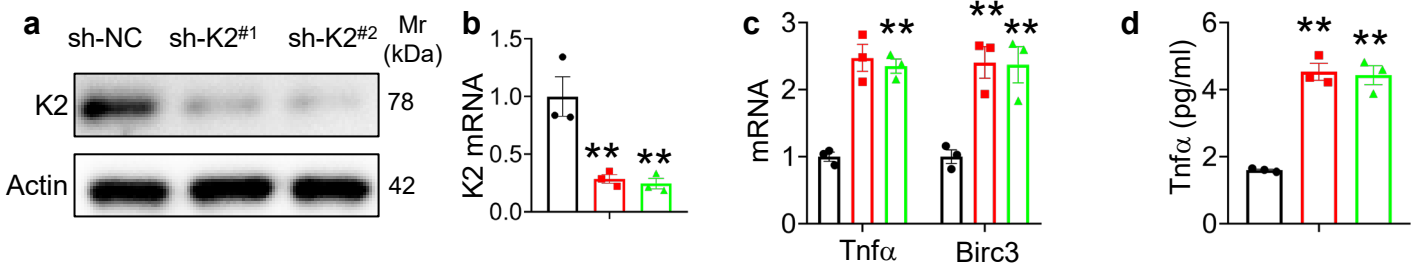 a
sh-NC sh-K2#1 sh-K2#2 Mr (kDa)
K2 78
Actin 42
b
K2 mRNA
1.5
1.0
0.5
0.0
** **
c
mRNA
3
2
1
0
** ** **
Tnfα Birc3
d
Tnfα (pg/ml)
6
4
2
0
** **